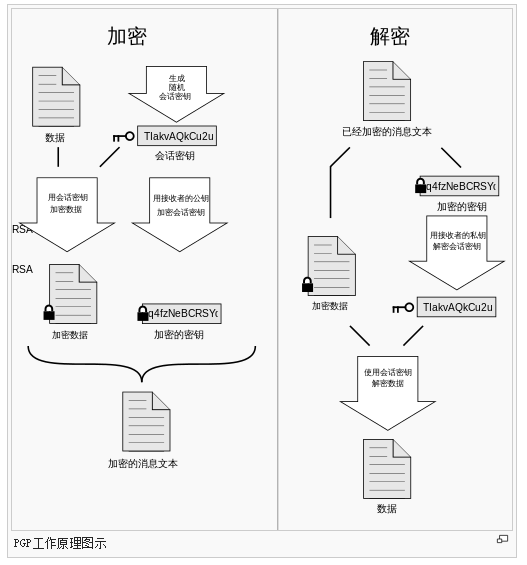 加密
生成
随机
会话密钥
数据
TIakvAQkCu2u
会话密钥
用会话密钥
加密数据
用接收者的公钥
加密会话密钥
RSA
RSA
q4fzNeBCRSYc
加密数据
加密的密钥
加密的消息文本
解密
已经加密的消息文本
q4fzNeBCRSYc
加密的密钥
用接收者的私钥
解密会话密钥
加密数据
TIakvAQkCu2u
使用会话密钥
解密数据
数据
PGP工作原理图示